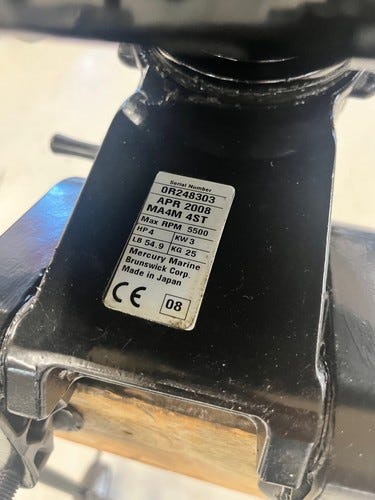 Serial Number
0R248303
APR 2008
MA4M 4ST
Max RPM 5500
HP 4 KW 3
LB 54.9 KG 25
Mercury Marine
Brunswick Corp.
Made in Japan
CE 08